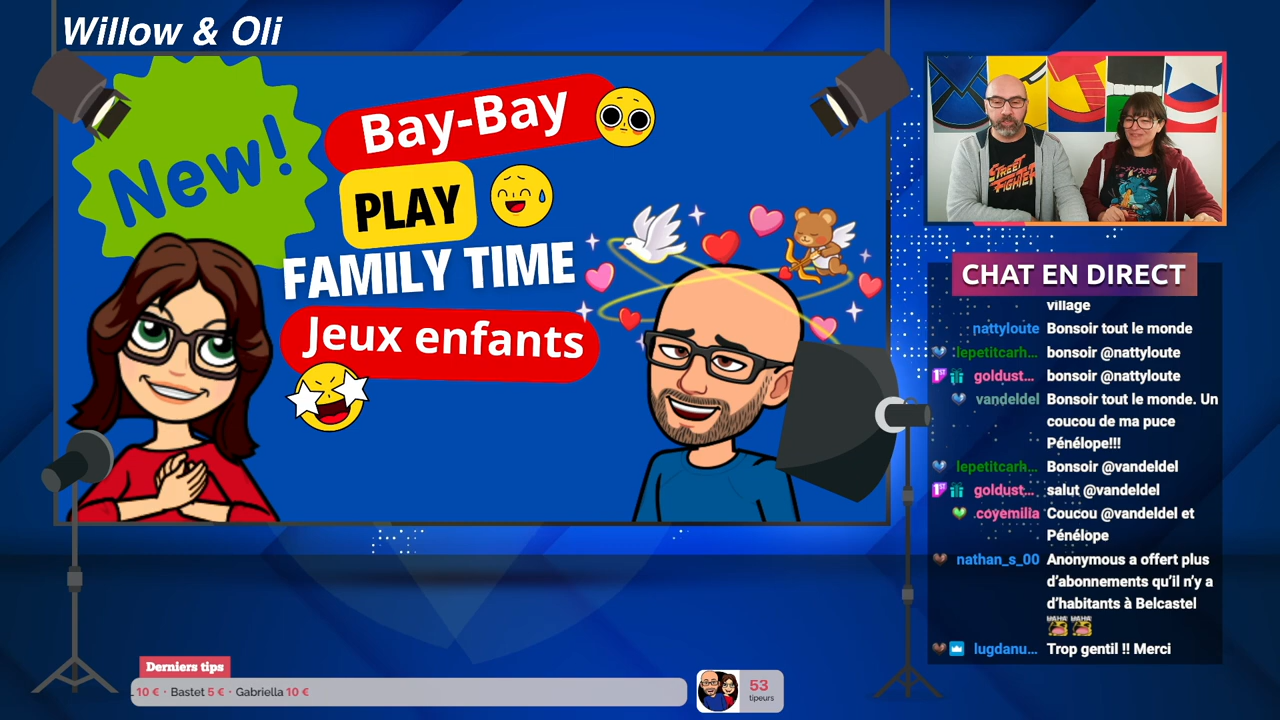 Willow & Oli
New!
Bay-Bay
PLAY
FAMILY TIME
Jeux enfants
STREET
FIGHTER
CHAT EN DIRECT
village
nattyloute Bonsoir tout le monde
lepetitcarh... bonsoir @nattyloute
goldust... bonsoir @nattyloute
vandeldel Bonsoir tout le monde. Un
coucou de ma puce
Pénélope!!!
lepetitcarh... Bonsoir @vandeldel
goldust... salut @vandeldel
coyemilia Coucou @vandeldel et
Pénélope
nathan_s_00 Anonymous a offert plus
d'abonnements qu'il n'y a
d'habitants à Belcastel
lugdanu... Trop gentil !! Merci
Derniers tips
10 € · Bastet 5 € · Gabriella 10 €
53
tipeurs